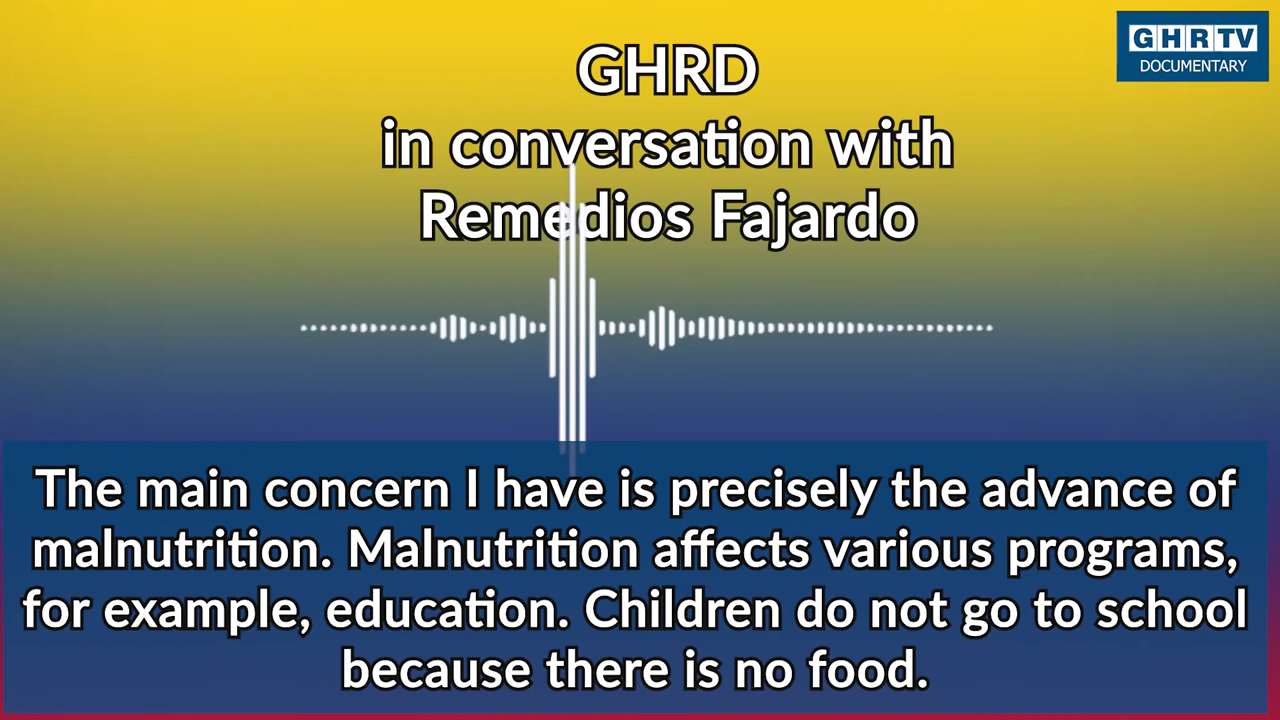 GHRTV
DOCUMENTARY
GHRD
in conversation with
Remedios Fajardo
The main concern I have is precisely the advance of
malnutrition. Malnutrition affects various programs,
for example, education. Children do not go to school
because there is no food.